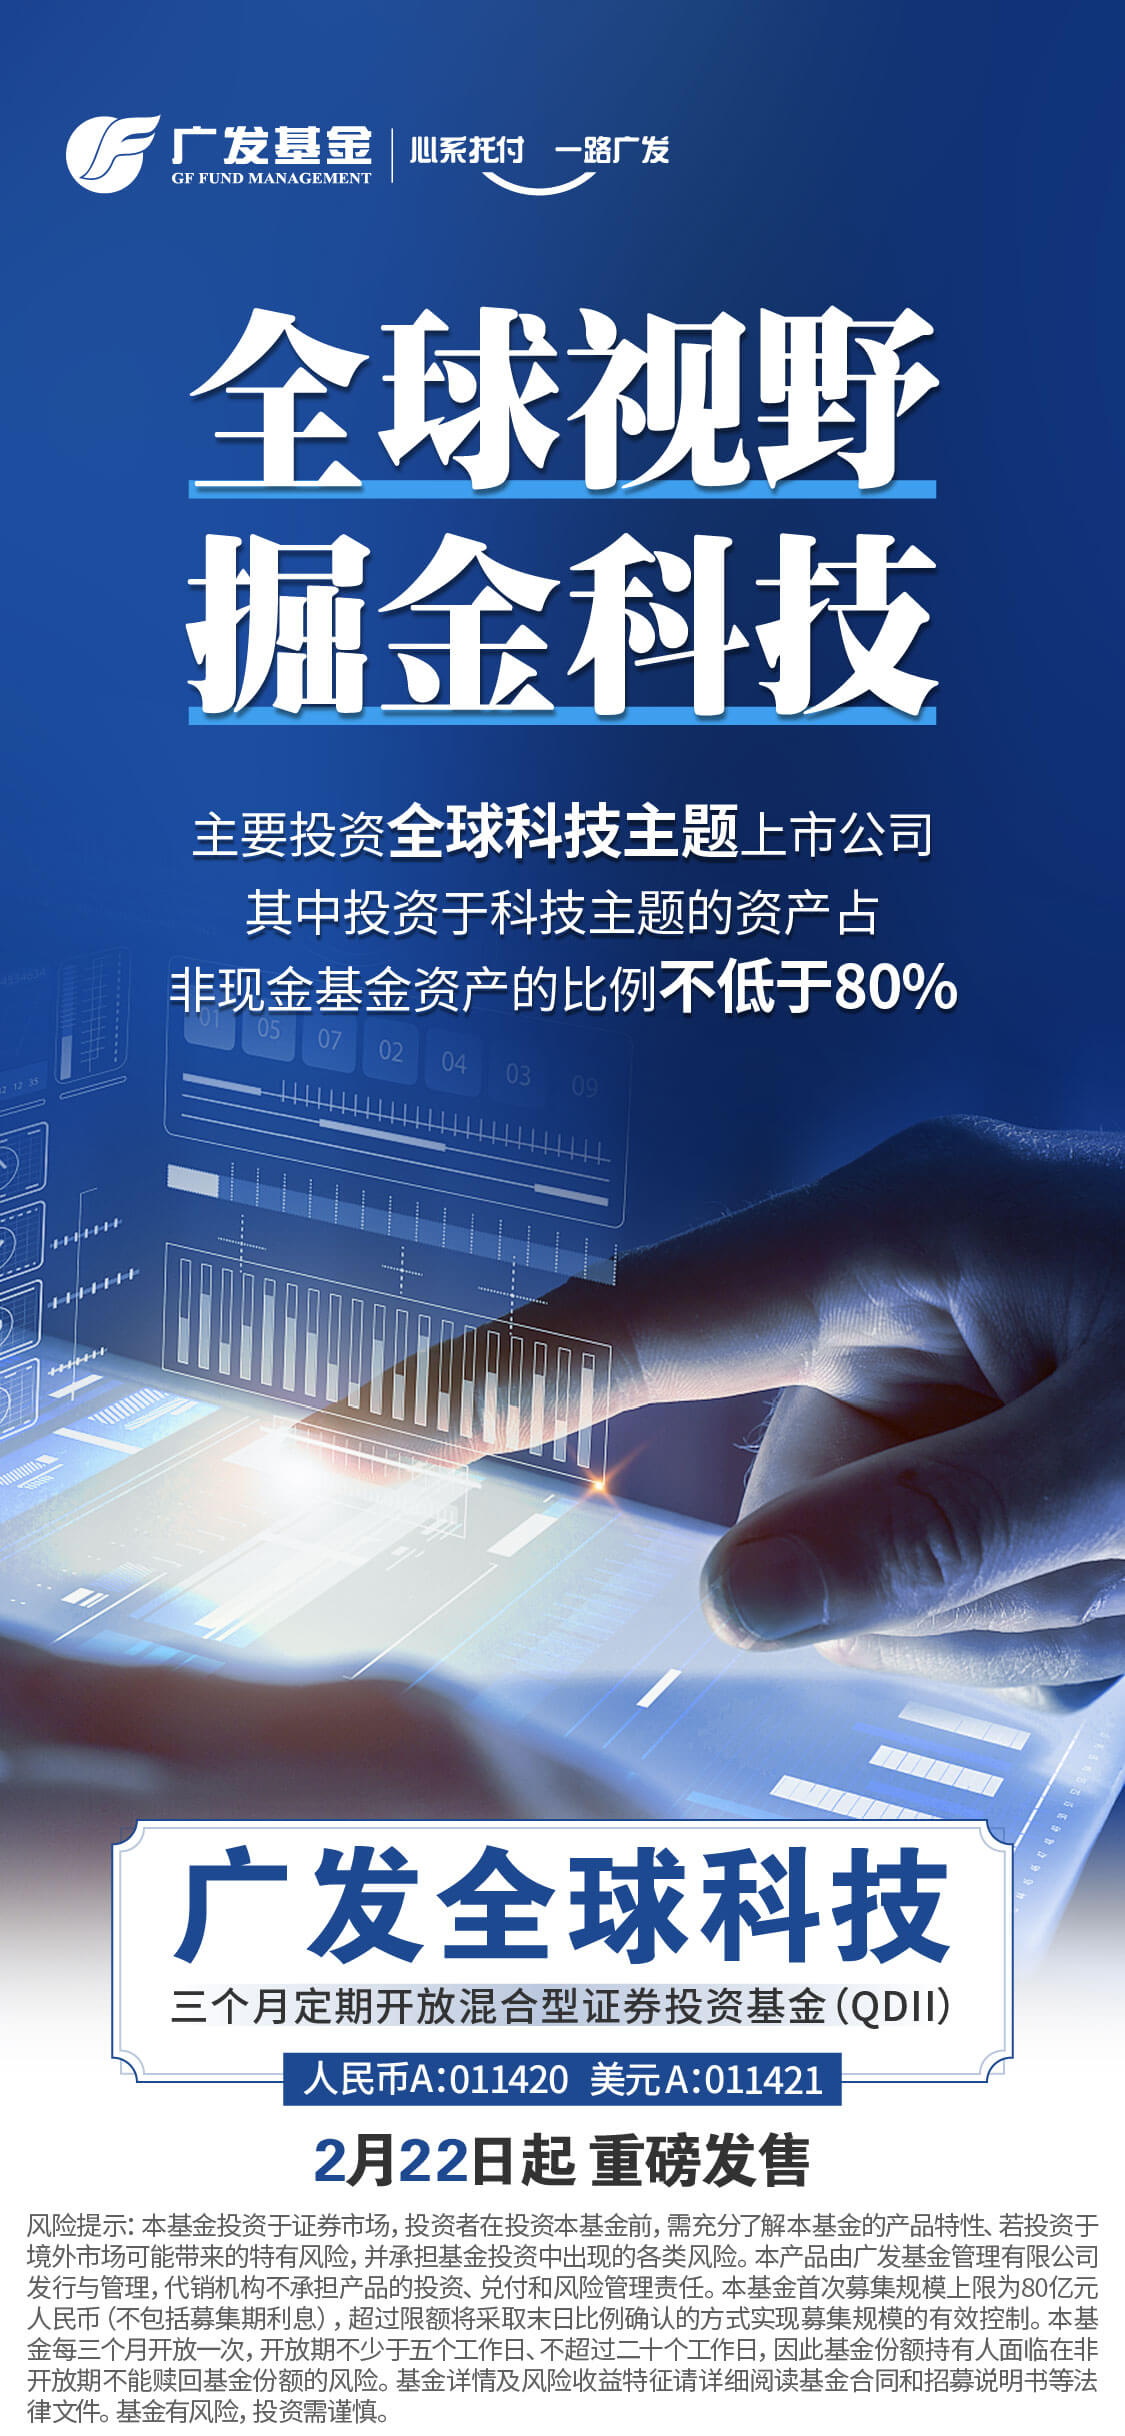 广发基金
GF FUND MANAGEMENT
心系托付 一路广发
全球视野
掘金科技
主要投资全球科技主题上市公司
其中投资于科技主题的资产占
非现金基金资产的比例不低于80%
01 05 07 02 04 03 09
12 35
广发全球科技
三个月定期开放混合型证券投资基金(QDII)
人民币A:011420 美元A:011421
2月22日起 重磅发售
风险提示:本基金投资于证券市场,投资者在投资本基金前,需充分了解本基金的产品特性、若投资于
境外市场可能带来的特有风险,并承担基金投资中出现的各类风险。本产品由广发基金管理有限公司
发行与管理,代销机构不承担产品的投资、兑付和风险管理责任。本基金首次募集规模上限为80亿元
人民币(不包括募集期利息),超过限额将采取末日比例确认的方式实现募集规模的有效控制。本基
金每三个月开放一次,开放期不少于五个工作日、不超过二十个工作日,因此基金份额持有人面临在非
开放期不能赎回基金份额的风险。基金详情及风险收益特征请详细阅读基金合同和招募说明书等法
律文件。基金有风险,投资需谨慎。